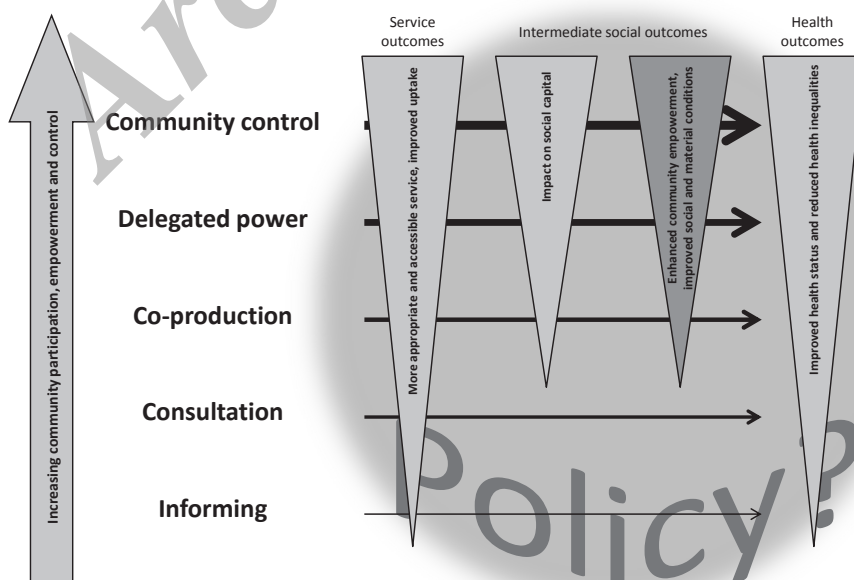 Service
outcomes
Intermediate social outcomes
Health
outcomes
Increasing community participation, empowerment and control
Community control
Delegated power
Co-production
Consultation
Informing
More appropriate and accessible service, improved uptake
Impact on social capital
Enhanced community empowerment,
improved social and material conditions
Improved health status and reduced health inequalities
Policy?